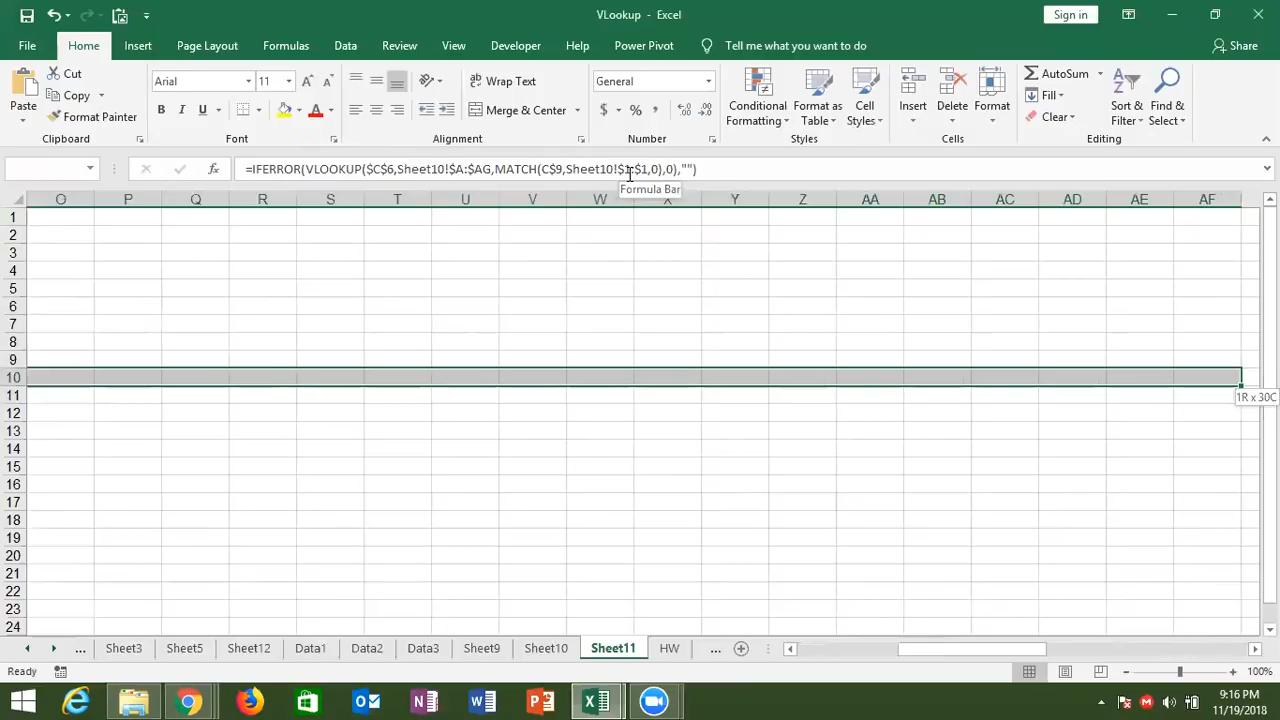 VLookup - Excel
Sign in
File Home Insert Page Layout Formulas Data Review View Developer Help Power Pivot Tell me what you want to do Share
Paste
Cut
Copy
Format Painter
Clipboard
Arial 11
B I U
Font
Wrap Text
Merge & Center
Alignment
General
$ % ,
Number
Conditional Formatting
Format as Table
Cell Styles
Styles
Insert
Delete
Format
Cells
AutoSum
Fill
Clear
Sort & Filter
Find & Select
Editing
fx
=IFERROR(VLOOKUP($C$6,Sheet10!$A:$AG,MATCH(C$9,Sheet10!$1:$1,0),0),"")
Formula Bar
O P Q R S T U V W X Y Z AA AB AC AD AE AF
1
2
3
4
5
6
7
8
9
10
11
1R x 30C
12
13
14
15
16
17
18
19
20
21
22
23
24
... Sheet3 Sheet5 Sheet12 Data1 Data2 Data3 Sheet9 Sheet10 Sheet11 HW ...
Ready
100%
9:16 PM
11/19/2018